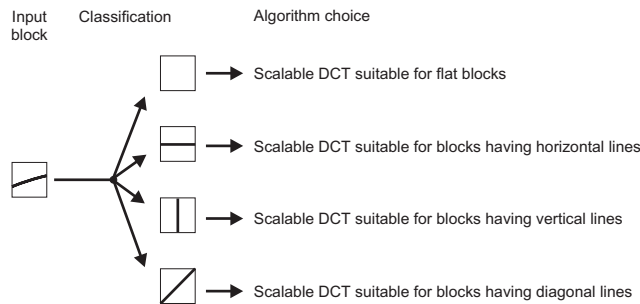 Input block
Classification
Algorithm choice
Scalable DCT suitable for flat blocks
Scalable DCT suitable for blocks having horizontal lines
Scalable DCT suitable for blocks having vertical lines
Scalable DCT suitable for blocks having diagonal lines